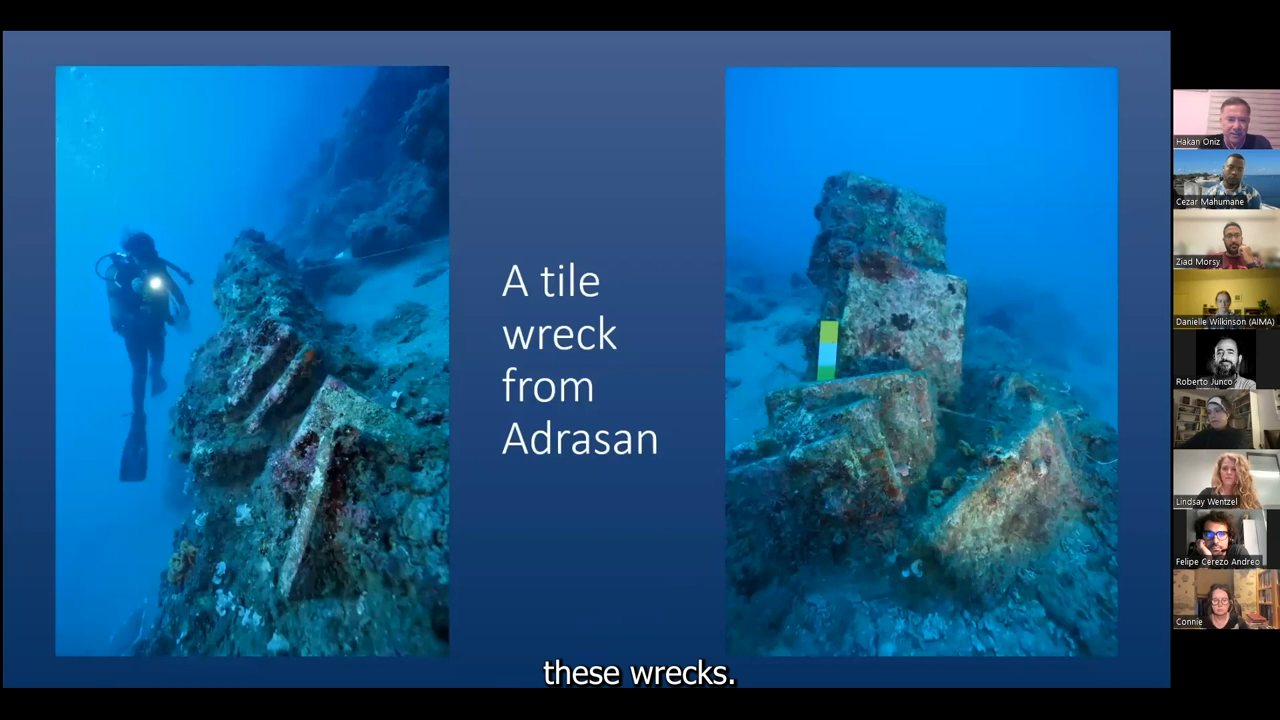 A tile
wreck
from
Adrasan
these wrecks.
Hakan Oniz
Cezar Mahumane
Ziad Morsy
Danielle Wilkinson (AIMA)
Roberto Junco
Lindsay Wentzel
Felipe Cerezo Andreo
Connie